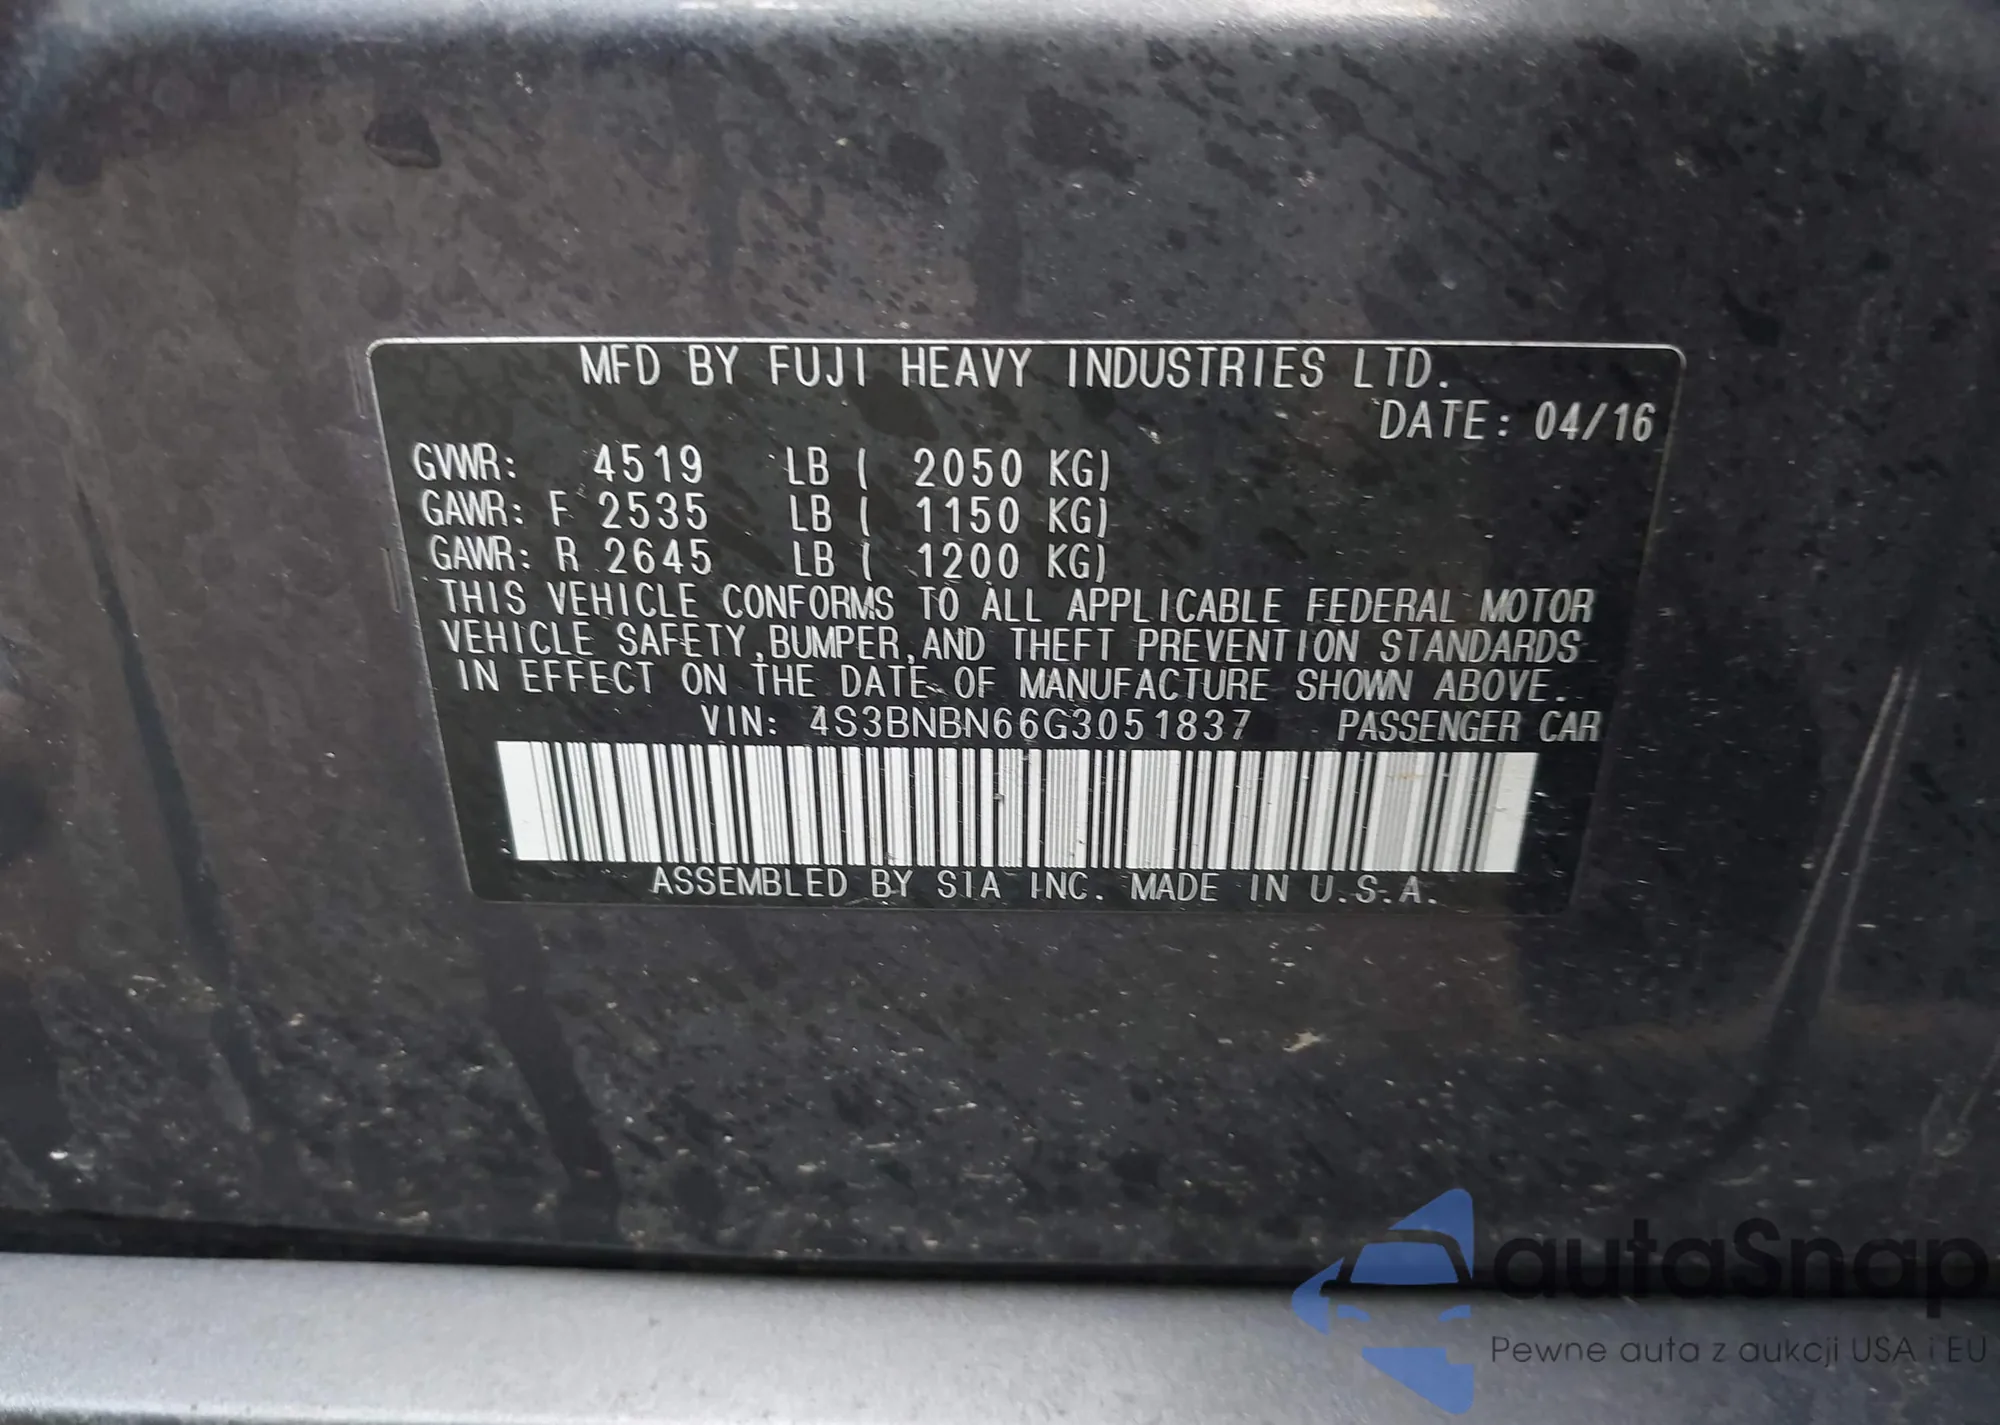 MFD BY FUJI HEAVY INDUSTRIES LTD.
DATE: 04/16
GVWR: 4519 LB ( 2050 KG)
GAWR: F 2535 LB ( 1150 KG)
GAWR: R 2645 LB ( 1200 KG)
THIS VEHICLE CONFORMS TO ALL APPLICABLE FEDERAL MOTOR
VEHICLE SAFETY,BUMPER,AND THEFT PREVENTION STANDARDS
IN EFFECT ON THE DATE OF MANUFACTURE SHOWN ABOVE.
VIN: 4S3BNBN66G3051837 PASSENGER CAR
ASSEMBLED BY SIA INC. MADE IN U.S.A.
autaSnap
Pewne auta z aukcji USA i EU